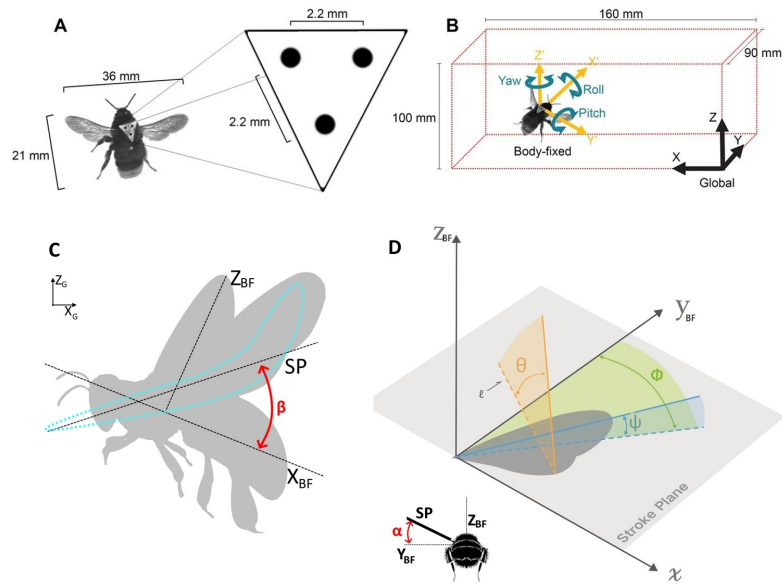 A
2.2 mm
36 mm
2.2 mm
21 mm
B
160 mm
90 mm
100 mm
Z'
X'
Yaw
Roll
Pitch
Y'
Body-fixed
Z
Y
X
Global
C
Z_G
X_G
Z_BF
SP
β
X_BF
D
Z_BF
y_BF
θ
ℓ
Φ
ψ
Stroke Plane
x
SP
α
Z_BF
Y_BF